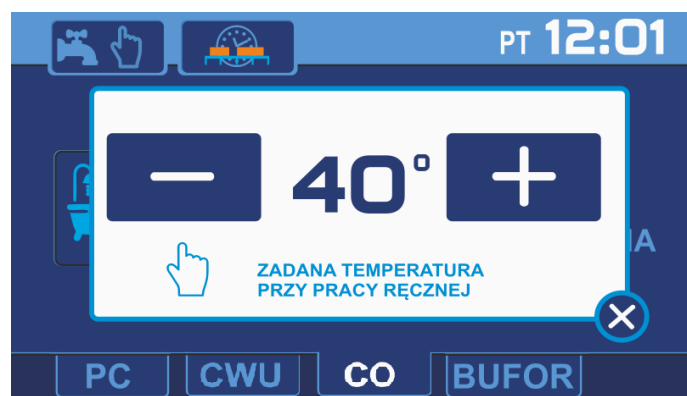 PT 12:01
− 40° +
ZADANA TEMPERATURA
PRZY PRACY RĘCZNEJ
PC CWU CO BUFOR